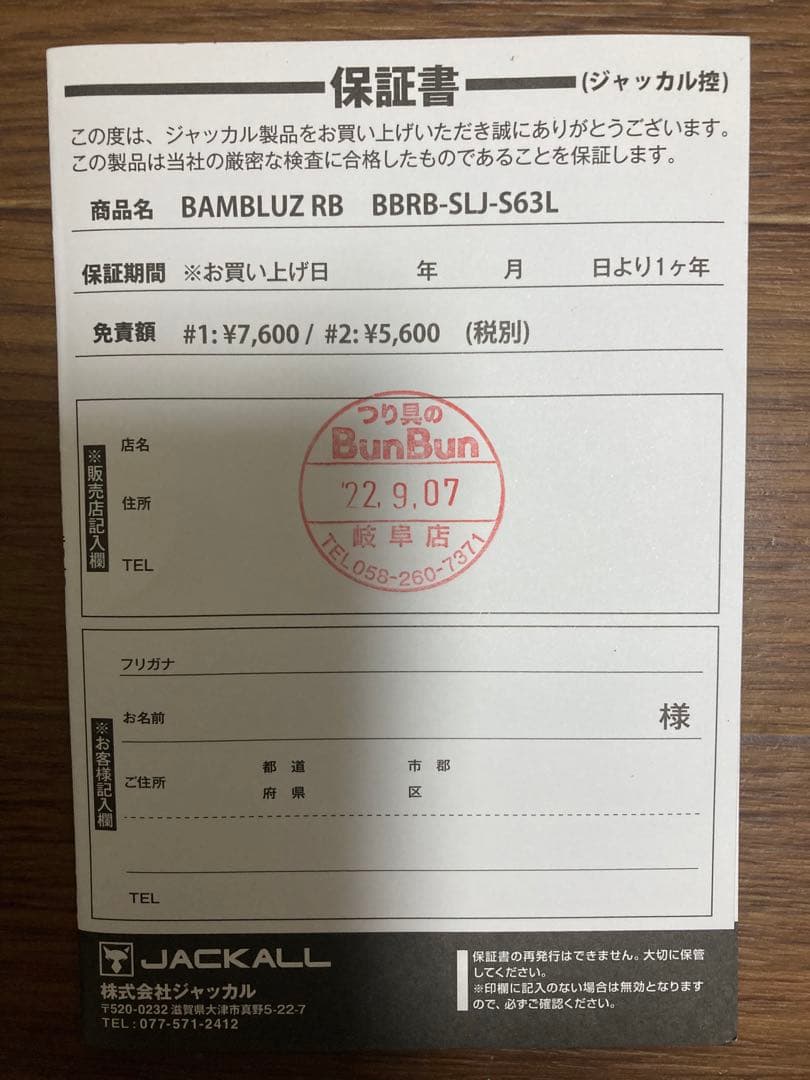 保証書
(ジャッカル控)
この度は、ジャッカル製品をお買い上げいただき誠にありがとうございます。
この製品は当社の厳密な検査に合格したものであることを保証します。
商品名 BAMBLUZ RB BBRB-SLJ-S63L
保証期間 ※お買い上げ日 年 月 日より1ヶ年
免責額 #1: ¥7,600 / #2: ¥5,600 (税別)
※販売店記入欄
店名
住所
TEL
つり具の
BunBun
'22.9.07
岐阜店
TEL058-260-7371
※お客様記入欄
フリガナ
お名前 様
ご住所 都道 市郡
府県 区
TEL
JACKALL
株式会社ジャッカル
〒520-0232 滋賀県大津市真野5-22-7
TEL : 077-571-2412
保証書の再発行はできません。大切に保管
してください。
※印欄に記入のない場合は無効となります
ので、必ずご確認ください。